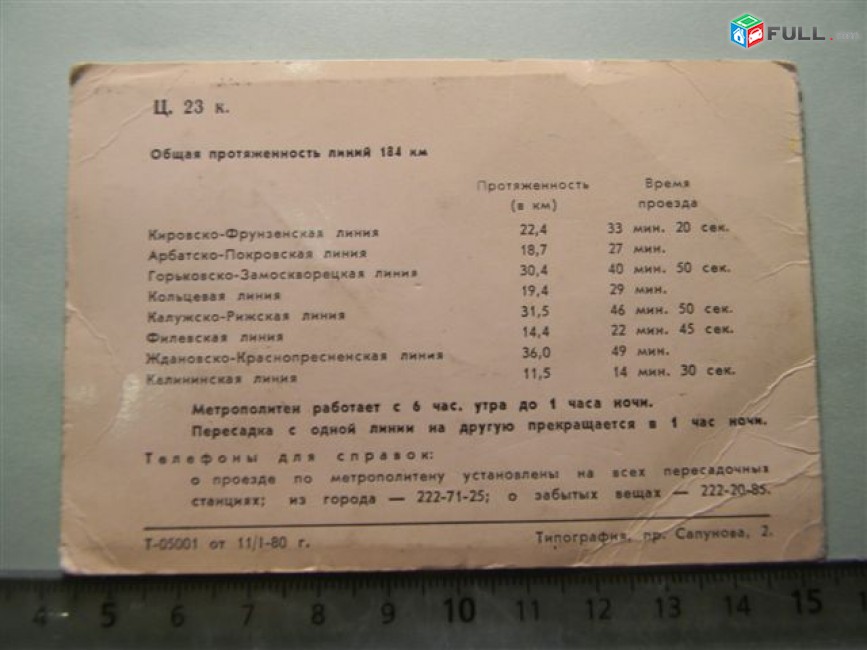 FULL.am
Ц. 23 к.
Общая протяженность линий 184 км
Протяженность (в км) Время проезда
Кировско-Фрунзенская линия 22,4 33 мин. 20 сек.
Арбатско-Покровская линия 18,7 27 мин.
Горьковско-Замоскворецкая линия 30,4 40 мин. 50 сек.
Кольцевая линия 19,4 29 мин.
Калужско-Рижская линия 31,5 46 мин. 50 сек.
Филевская линия 14,4 22 мин. 45 сек.
Ждановско-Краснопресненская линия 36,0 49 мин.
Калининская линия 11,5 14 мин. 30 сек.
Метрополитен работает с 6 час. утра до 1 часа ночи.
Пересадка с одной линии на другую прекращается в 1 час ночи.
Телефоны для справок:
о проезде по метрополитену установлены на всех пересадочных
станциях; из города — 222-71-25; о забытых вещах — 222-20-85.
Т-05001 от 11/I-80 г. Типография, пр. Сапунова, 2.
4 5 6 7 8 9 10 11 12 13 14 15